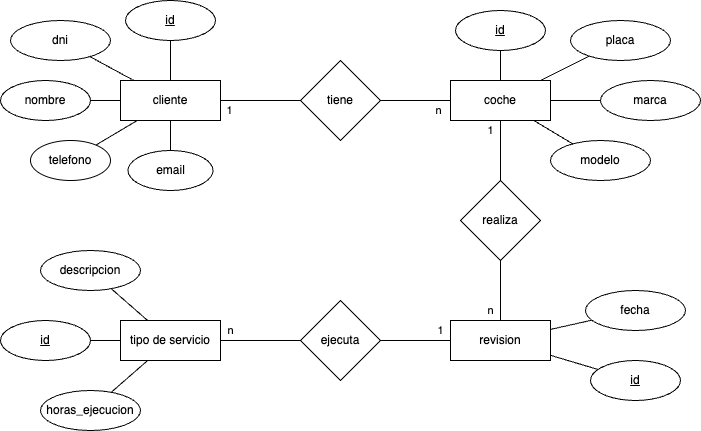 id
id
dni
placa
nombre
cliente
tiene
coche
marca
1
n
telefono
email
1
modelo
realiza
descripcion
n
fecha
n
1
id
tipo de servicio
ejecuta
revision
id
horas_ejecucion